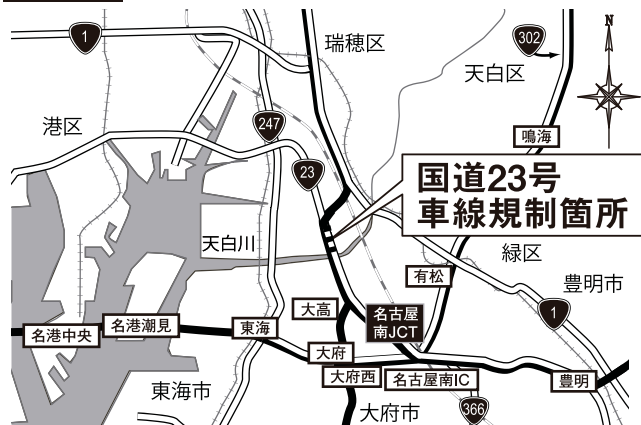 1
瑞穂区
302
天白区
N
港区
247
鳴海
23
国道23号
車線規制箇所
天白川
緑区
有松
豊明市
大高
名古屋
南JCT
1
名港中央
名港潮見
東海
大府
大府西
名古屋南IC
豊明
東海市
大府市
366